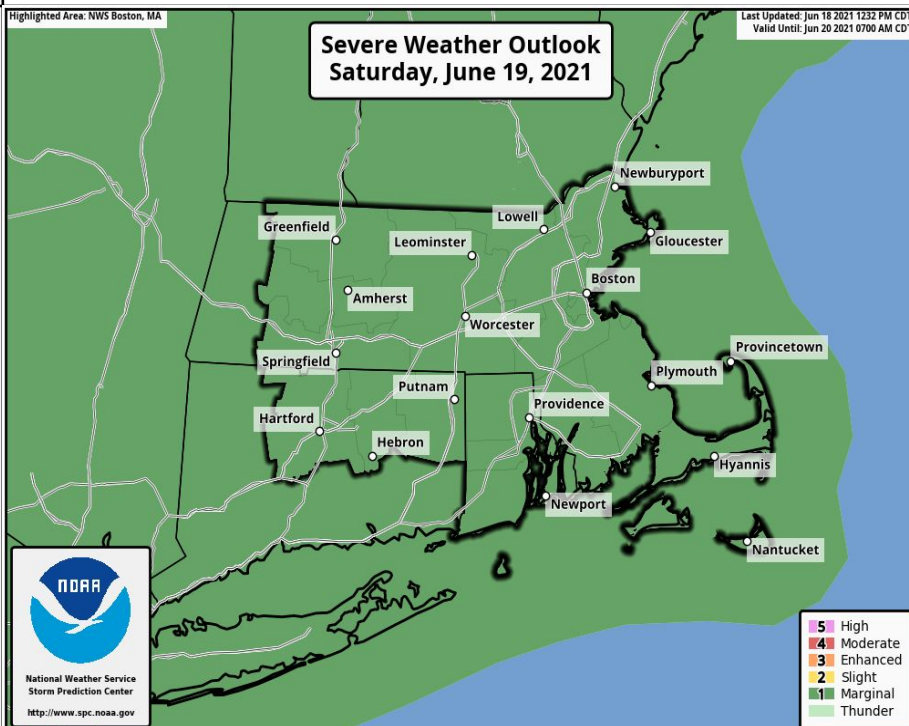 Highlighted Area: NWS Boston, MA
Last Updated: Jun 18 2021 1232 PM CDT
Valid Until: Jun 20 2021 0700 AM CDT
Severe Weather Outlook
Saturday, June 19, 2021
Newburyport
Lowell
Greenfield
Leominster
Gloucester
Boston
Amherst
Worcester
Provincetown
Springfield
Plymouth
Putnam
Providence
Hartford
Hebron
Hyannis
Newport
Nantucket
NOAA
National Weather Service
Storm Prediction Center
http://www.spc.noaa.gov
5 High
4 Moderate
3 Enhanced
2 Slight
1 Marginal
Thunder